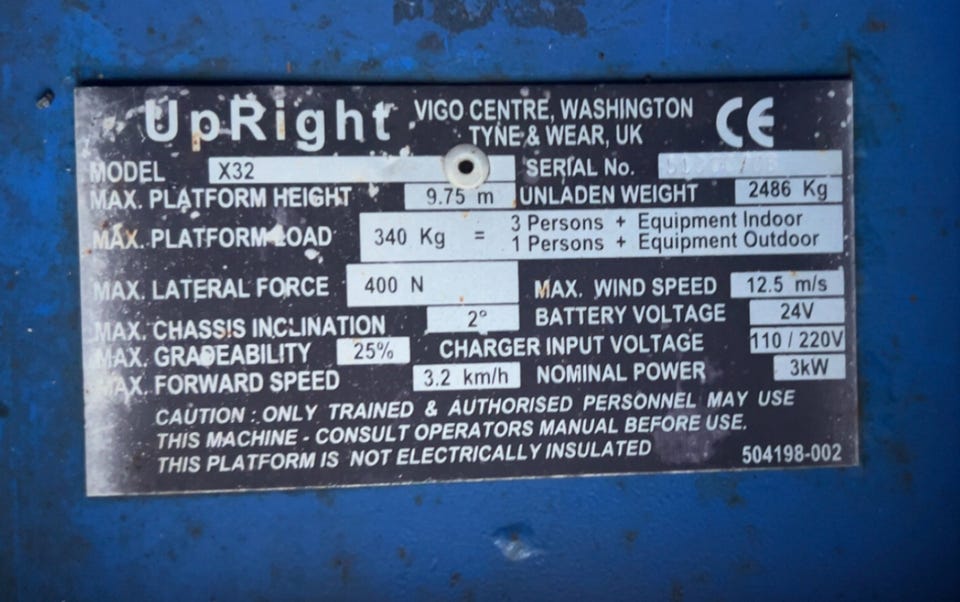 UpRight VIGO CENTRE, WASHINGTON
TYNE & WEAR, UK CE
MODEL X32 SERIAL No.
MAX. PLATFORM HEIGHT 9.75 m UNLADEN WEIGHT 2486 Kg
MAX. PLATFORM LOAD 340 Kg = 3 Persons + Equipment Indoor
1 Persons + Equipment Outdoor
MAX. LATERAL FORCE 400 N MAX. WIND SPEED 12.5 m/s
MAX. CHASSIS INCLINATION 2° BATTERY VOLTAGE 24V
MAX. GRADEABILITY 25% CHARGER INPUT VOLTAGE 110 / 220V
MAX. FORWARD SPEED 3.2 km/h NOMINAL POWER 3kW
CAUTION : ONLY TRAINED & AUTHORISED PERSONNEL MAY USE
THIS MACHINE - CONSULT OPERATORS MANUAL BEFORE USE.
THIS PLATFORM IS NOT ELECTRICALLY INSULATED 504198-002